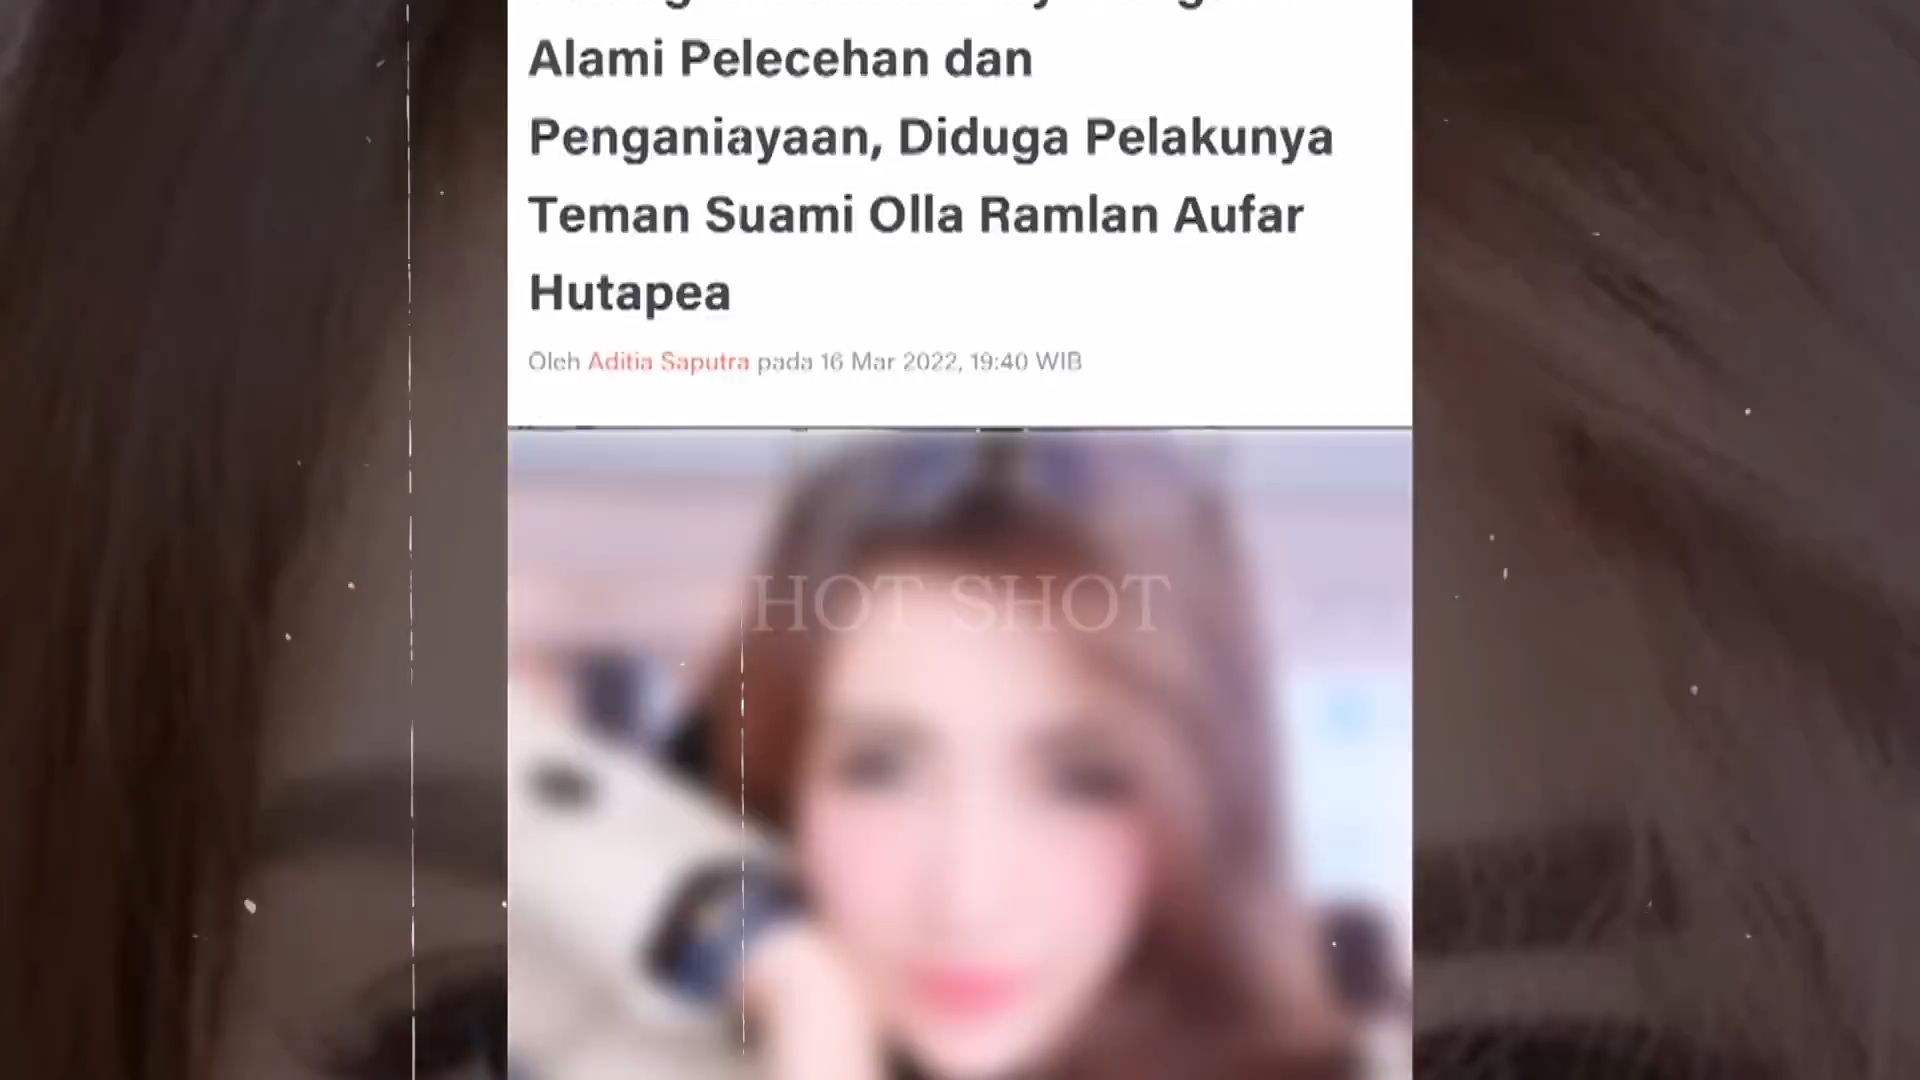 Alami Pelecehan dan
Penganiayaan, Diduga Pelakunya
Teman Suami Olla Ramlan Aufar
Hutapea
Oleh Aditia Saputra pada 16 Mar 2022, 19:40 WIB
HOT SHOT